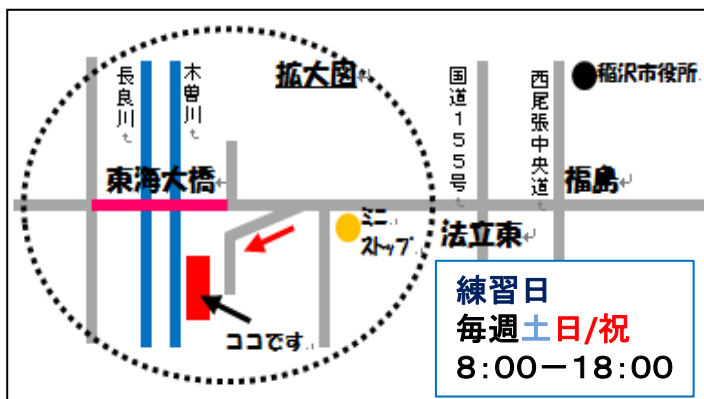 拡大図
長良川
木曽川
国道155号
西尾張中央道
稲沢市役所
東海大橋
福島
ミニ
ストップ
法立東
ココです
練習日
毎週土日/祝
8:00－18:00